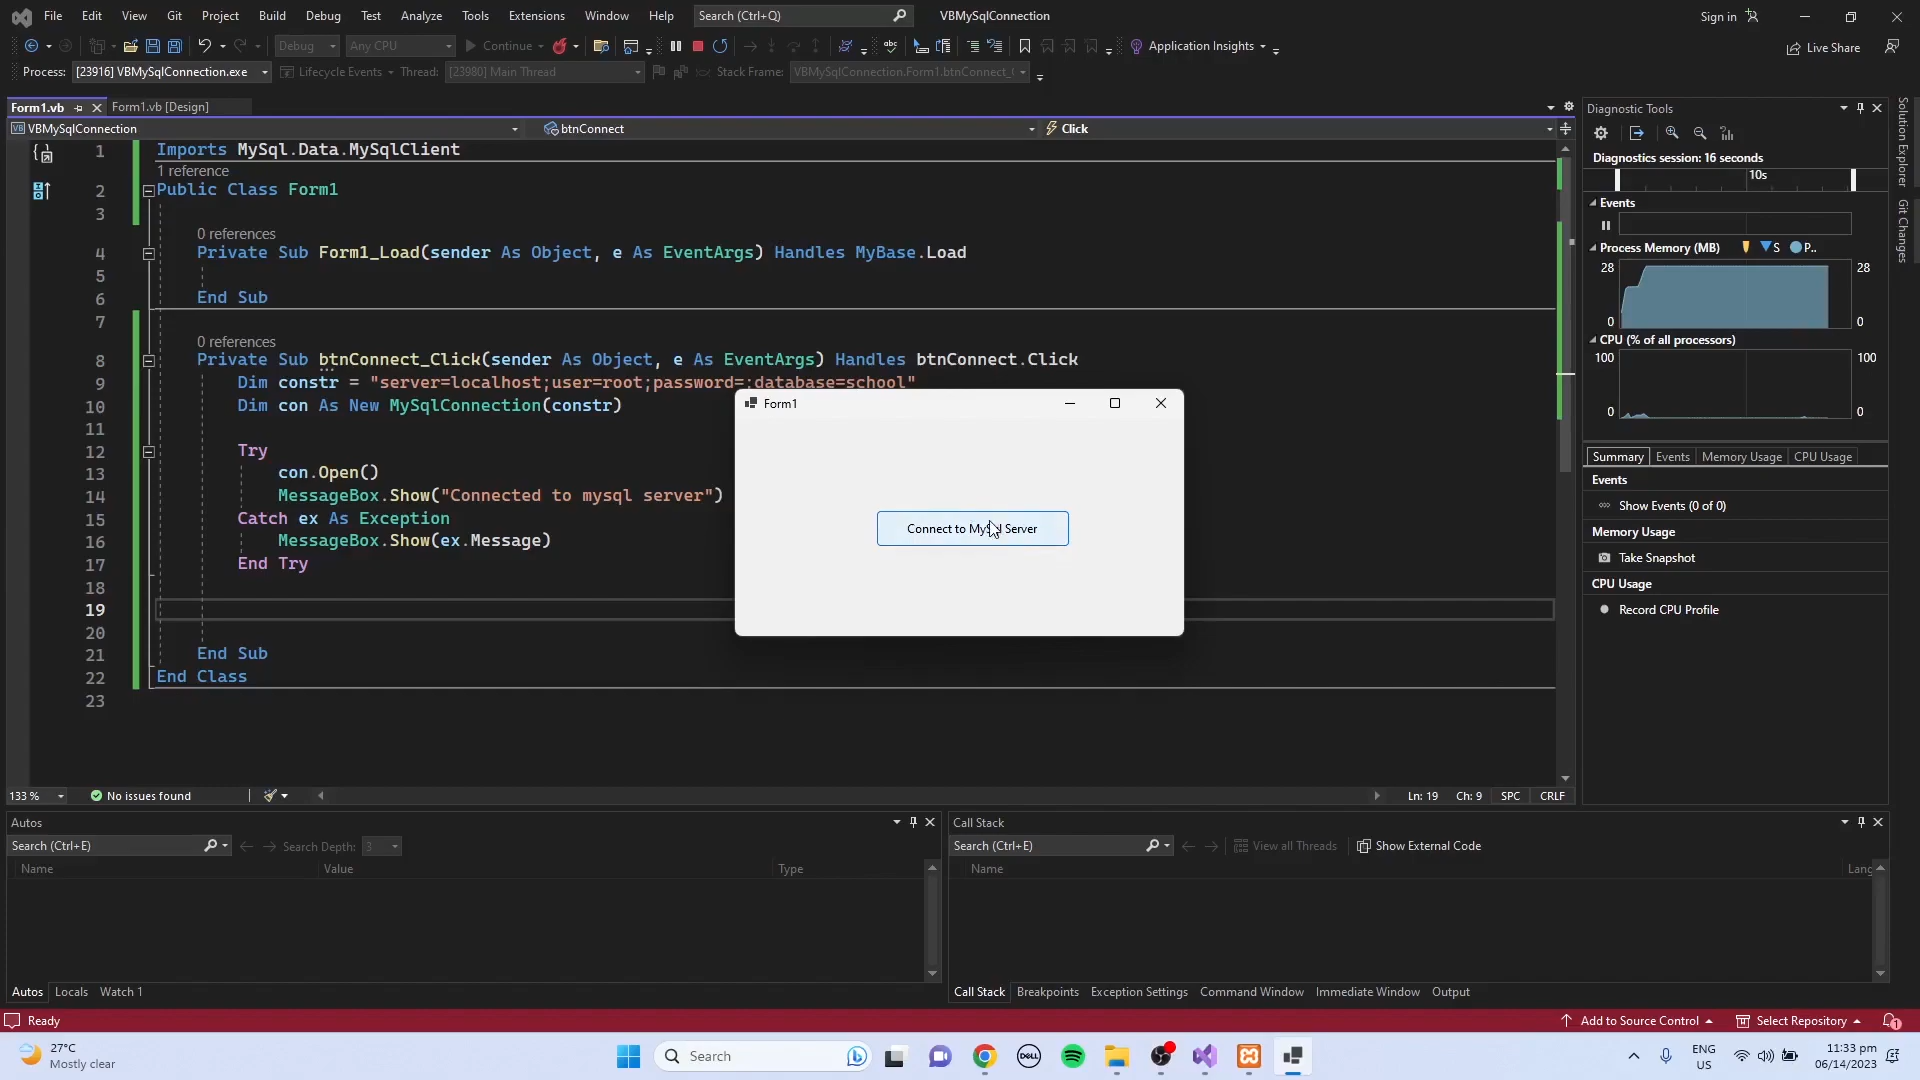 File Edit View Git Project Build Debug Test Analyze Tools Extensions Window Help Search (Ctrl+Q) VBMySqlConnection Sign in
Debug Any CPU Continue Application Insights Live Share
Process: [23916] VBMySqlConnection.exe Lifecycle Events Thread: [23980] Main Thread Stack Frame: VBMySqlConnection.Form1.btnConnect_
Form1.vb Form1.vb [Design]
VB VBMySqlConnection btnConnect Click
1 Imports MySql.Data.MySqlClient
1 reference
2 Public Class Form1
3
0 references
4 Private Sub Form1_Load(sender As Object, e As EventArgs) Handles MyBase.Load
5
6 End Sub
7
0 references
8 Private Sub btnConnect_Click(sender As Object, e As EventArgs) Handles btnConnect.Click
9 Dim constr = "server=localhost;user=root;password=;database=school"
10 Dim con As New MySqlConnection(constr)
11
12 Try
13 con.Open()
14 MessageBox.Show("Connected to mysql server")
15 Catch ex As Exception
16 MessageBox.Show(ex.Message)
17 End Try
18
19
20
21 End Sub
22 End Class
23
Form1
Connect to MySql Server
133 % No issues found Ln: 19 Ch: 9 SPC CRLF
Diagnostic Tools
Diagnostics session: 16 seconds
10s
Events
Process Memory (MB) S P..
28 28
0 0
CPU (% of all processors)
100 100
0 0
Summary Events Memory Usage CPU Usage
Events
Show Events (0 of 0)
Memory Usage
Take Snapshot
CPU Usage
Record CPU Profile
Solution Explorer
Git Changes
Autos
Search (Ctrl+E) Search Depth: 3
Name Value Type
Autos Locals Watch 1
Call Stack
Search (Ctrl+E) View all Threads Show External Code
Name Lang
Call Stack Breakpoints Exception Settings Command Window Immediate Window Output
Ready Add to Source Control Select Repository 1
27°C
Mostly clear
Search
DELL
ENG
US
11:33 pm
06/14/2023